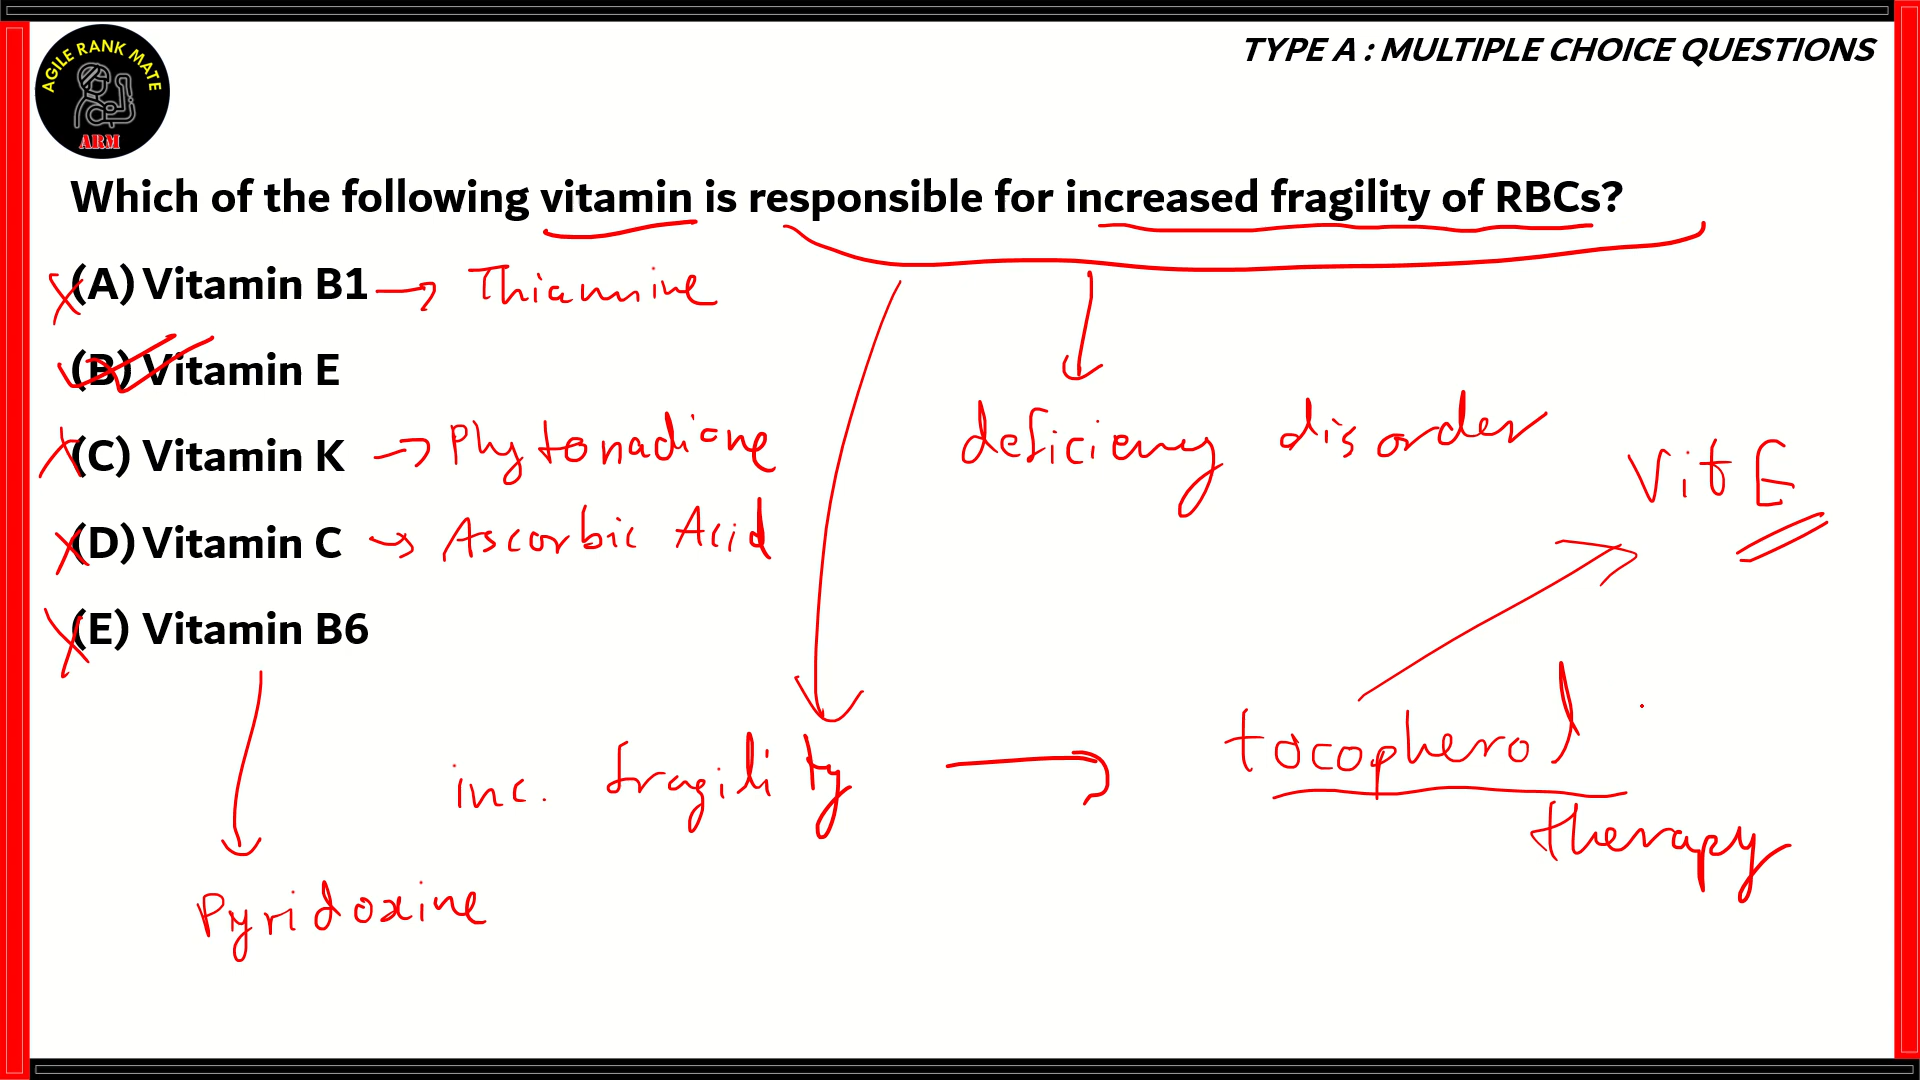 AGILE RANK MATE
ARM
TYPE A : MULTIPLE CHOICE QUESTIONS
Which of the following vitamin is responsible for increased fragility of RBCs?
(A) Vitamin B1 → Thiamine
(B) Vitamin E
(C) Vitamin K → Phytonadione
(D) Vitamin C → Ascorbic Acid
(E) Vitamin B6
Pyridoxine
deficiency disorder
Vit E
inc. fragility → tocopherol
therapy